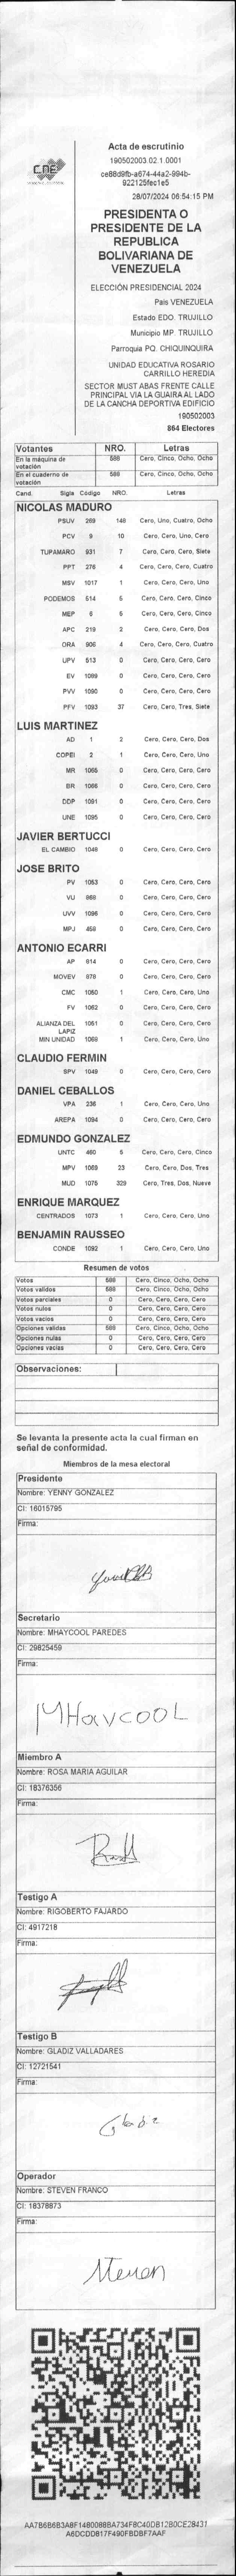 CNE
Acta de escrutinio
190502003.02.1.0001
ce88d9fb-a674-44a2-994b-
922125fec1e5
28/07/2024 06:54:15 PM
PRESIDENTA O
PRESIDENTE DE LA
REPUBLICA
BOLIVARIANA DE
VENEZUELA
ELECCIÓN PRESIDENCIAL 2024
País VENEZUELA
Estado EDO. TRUJILLO
Municipio MP. TRUJILLO
Parroquia PQ. CHIQUINQUIRA
UNIDAD EDUCATIVA ROSARIO
CARRILLO HEREDIA
SECTOR MUSTABAS FRENTE CALLE
PRINCIPAL VIA LA GUAIRA AL LADO
DE LA CANCHA DEPORTIVA EDIFICIO
190502003
864 Electores
Votantes NRO. Letras
En la máquina de votación 588 Cero, Cinco, Ocho, Ocho
En el cuaderno de votación 588 Cero, Cinco, Ocho, Ocho
Cand. Sigla Código NRO. Letras
NICOLAS MADURO
PSUV 289 148 Cero, Uno, Cuatro, Ocho
PCV 9 10 Cero, Cero, Uno, Cero
TUPAMARO 931 7 Cero, Cero, Cero, Siete
PPT 276 4 Cero, Cero, Cero, Cuatro
MSV 1017 1 Cero, Cero, Cero, Uno
PODEMOS 514 5 Cero, Cero, Cero, Cinco
MEP 6 5 Cero, Cero, Cero, Cinco
APC 219 2 Cero, Cero, Cero, Dos
ORA 906 4 Cero, Cero, Cero, Cuatro
UPV 513 0 Cero, Cero, Cero, Cero
EV 1089 0 Cero, Cero, Cero, Cero
PVV 1090 0 Cero, Cero, Cero, Cero
PFV 1093 37 Cero, Cero, Tres, Siete
LUIS MARTINEZ
AD 1 2 Cero, Cero, Cero, Dos
COPEI 2 1 Cero, Cero, Cero, Uno
MR 1065 0 Cero, Cero, Cero, Cero
BR 1066 0 Cero, Cero, Cero, Cero
DDP 1091 0 Cero, Cero, Cero, Cero
UNE 1095 0 Cero, Cero, Cero, Cero
JAVIER BERTUCCI
EL CAMBIO 1048 0 Cero, Cero, Cero, Cero
JOSE BRITO
PV 1053 0 Cero, Cero, Cero, Cero
VU 968 0 Cero, Cero, Cero, Cero
UVV 1096 0 Cero, Cero, Cero, Cero
MPJ 459 0 Cero, Cero, Cero, Cero
ANTONIO ECARRI
AP 914 0 Cero, Cero, Cero, Cero
MOVEV 978 0 Cero, Cero, Cero, Cero
CMC 1050 1 Cero, Cero, Cero, Uno
FV 1062 0 Cero, Cero, Cero, Cero
ALIANZA DEL LAPIZ 1051 0 Cero, Cero, Cero, Cero
MIN UNIDAD 1068 1 Cero, Cero, Cero, Uno
CLAUDIO FERMIN
SPV 1049 0 Cero, Cero, Cero, Cero
DANIEL CEBALLOS
VPA 236 1 Cero, Cero, Cero, Uno
AREPA 1094 0 Cero, Cero, Cero, Cero
EDMUNDO GONZALEZ
UNTC 460 5 Cero, Cero, Cero, Cinco
MPV 1069 23 Cero, Cero, Dos, Tres
MUD 1075 329 Cero, Tres, Dos, Nueve
ENRIQUE MARQUEZ
CENTRADOS 1073 1 Cero, Cero, Cero, Uno
BENJAMIN RAUSSEO
CONDE 1092 1 Cero, Cero, Cero, Uno
Resumen de votos
Votos 588 Cero, Cinco, Ocho, Ocho
Votos validos 588 Cero, Cinco, Ocho, Ocho
Votos parciales 0 Cero, Cero, Cero, Cero
Votos nulos 0 Cero, Cero, Cero, Cero
Votos vacios 0 Cero, Cero, Cero, Cero
Opciones validas 588 Cero, Cinco, Ocho, Ocho
Opciones nulas 0 Cero, Cero, Cero, Cero
Opciones vacias 0 Cero, Cero, Cero, Cero
Observaciones:
Se levanta la presente acta la cual firman en
señal de conformidad.
Miembros de la mesa electoral
Presidente
Nombre: YENNY GONZALEZ
CI: 16015795
Firma:
Secretario
Nombre: MHAYCOOL PAREDES
CI: 29825459
Firma:
MHaycOOL
Miembro A
Nombre: ROSA MARIA AGUILAR
CI: 18376356
Firma:
Testigo A
Nombre: RIGOBERTO FAJARDO
CI: 4917218
Firma:
Testigo B
Nombre: GLADIZ VALLADARES
CI: 12721541
Firma:
Operador
Nombre: STEVEN FRANCO
CI: 18378873
Firma:
Steven
AA7B6B6B3A8F1480088BA734F8C40DB12B0CE28431
A6DCDD817F490FBDBF7AAF